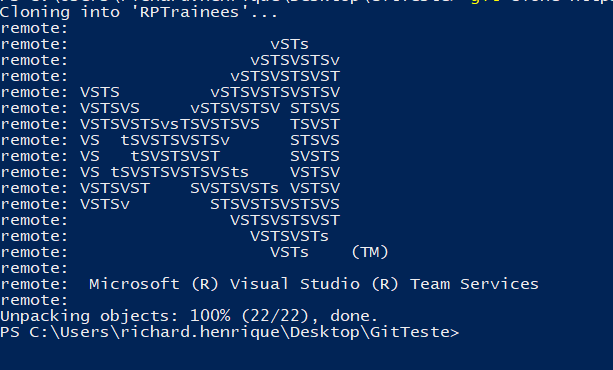 Cloning into 'RPTrainees'...
remote:
remote:                    vSTs
remote:                  vSTSVSTSv
remote:                vSTSVSTSVST
remote: VSTS         vSTSVSTSVSTSV
remote: VSTSVS     vSTSVSTSV STSVS
remote: VSTSVSTSvsTSVSTSVS   TSVST
remote: VS  tSVSTSVSTSv      STSVS
remote: VS   tSVSTSVST       SVSTS
remote: VS tSVSTSVSTSVSts    VSTSV
remote: VSTSVST    SVSTSVSTs VSTSV
remote: VSTSv        STSVSTSVSTSVS
remote:                VSTSVSTSVST
remote:                  VSTSVSTs
remote:                    VSTs    (TM)
remote:
remote:  Microsoft (R) Visual Studio (R) Team Services
remote:
Unpacking objects: 100% (22/22), done.
PS C:\Users\richard.henrique\Desktop\GitTeste>